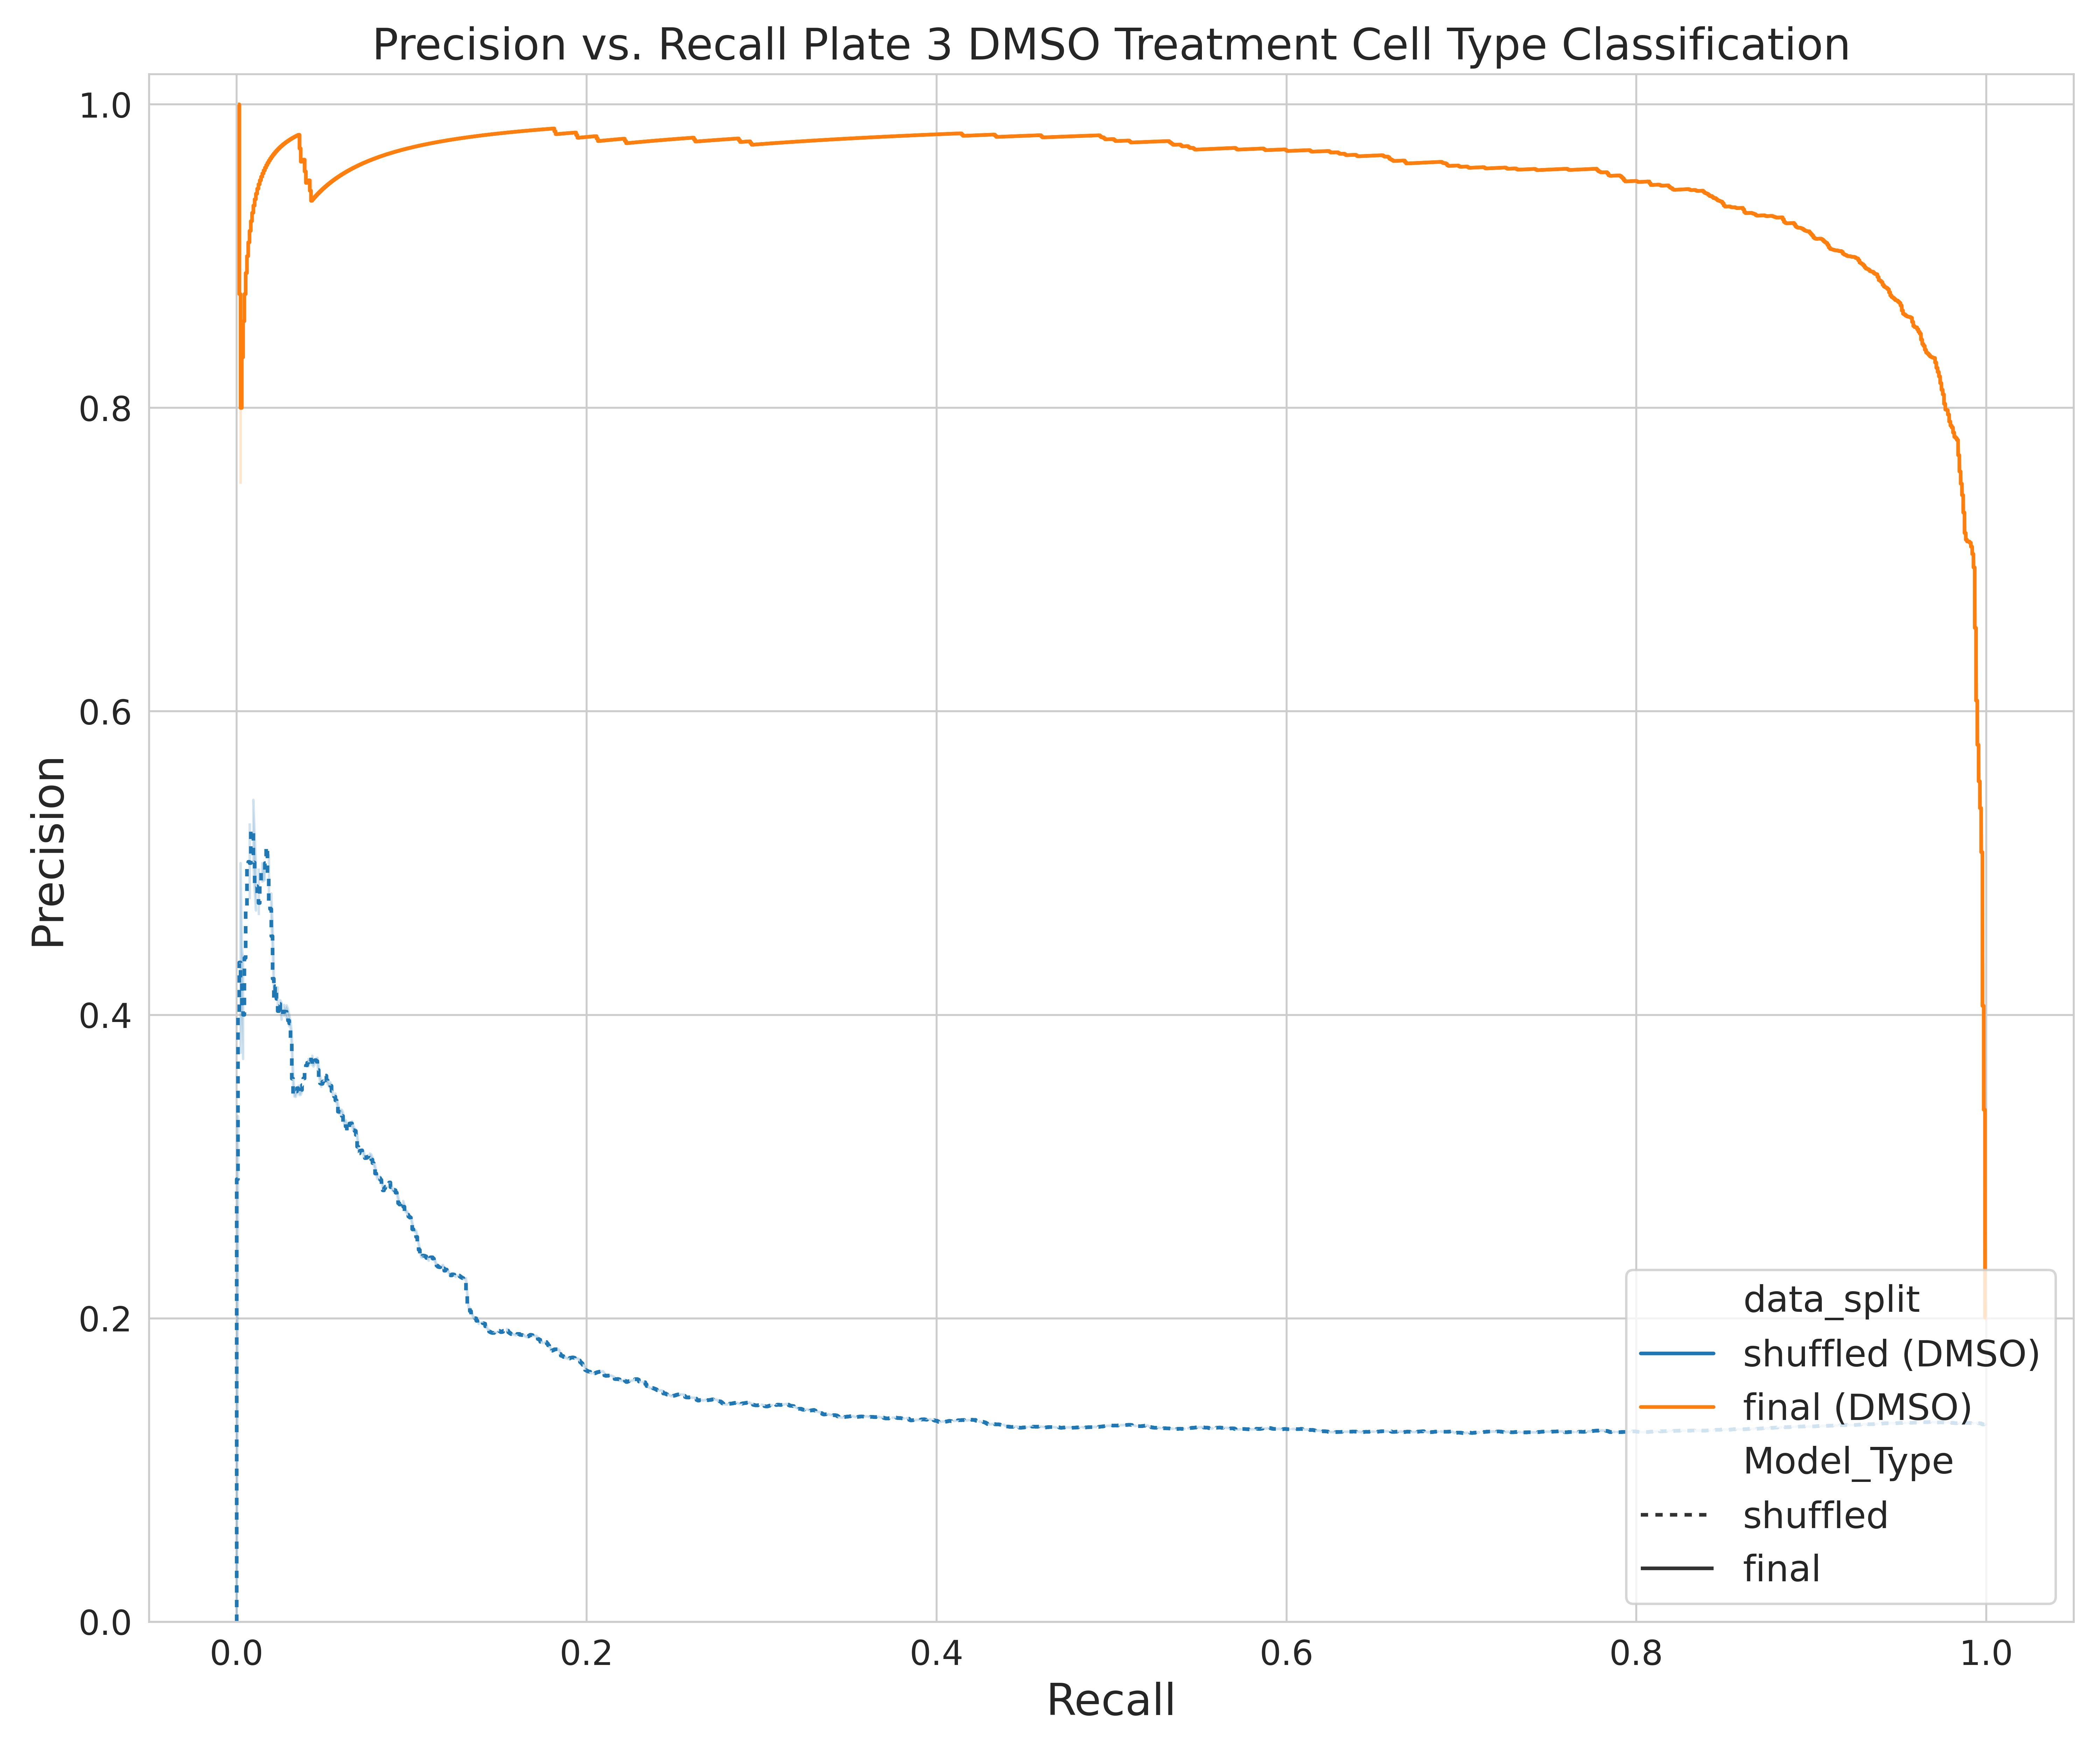 Precision vs. Recall Plate 3 DMSO Treatment Cell Type Classification
1.0
0.8
0.6
0.4
0.2
0.0
Precision
0.0
0.2
0.4
0.6
0.8
1.0
Recall
data_split
shuffled (DMSO)
final (DMSO)
Model_Type
shuffled
final